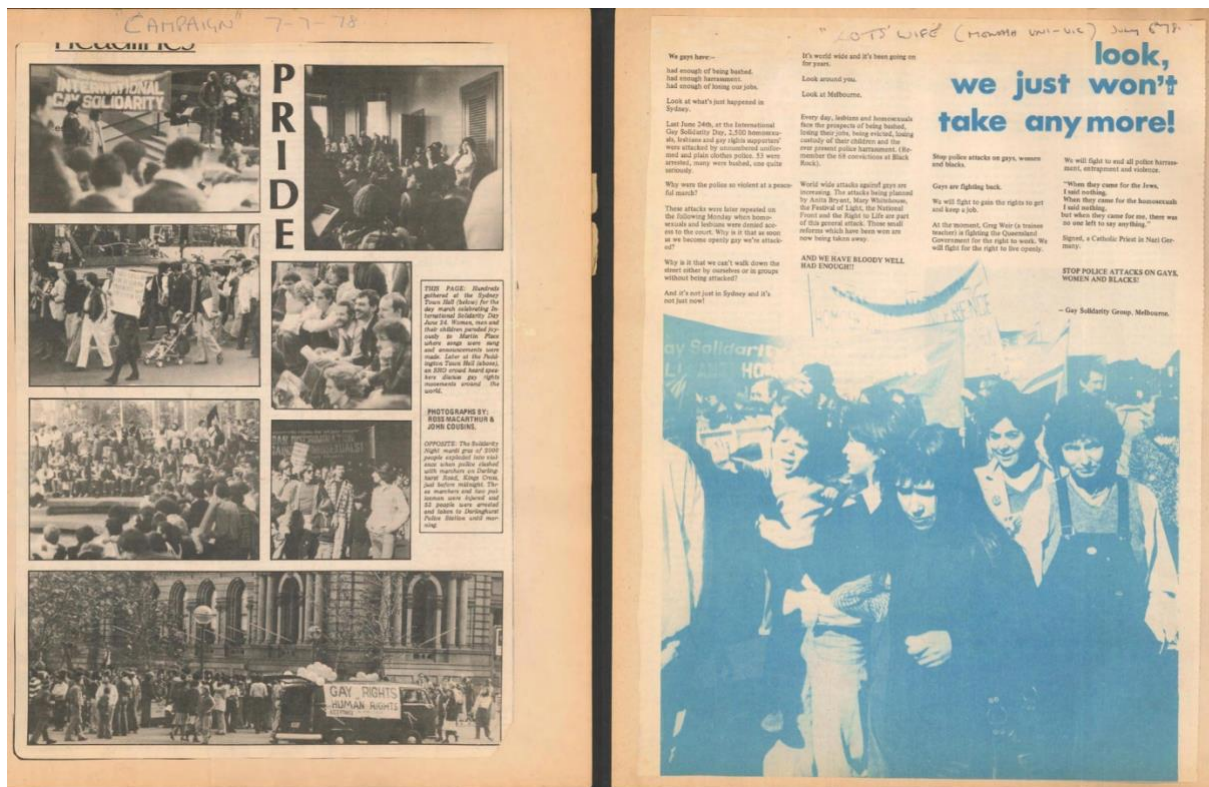 "CAMPAIGN" 7-7-78
Headlines
PRIDE
INTERNATIONAL
GAY SOLIDARITY
THIS PAGE: Hundreds
gathered at the Sydney
Town Hall (below) for the
day march celebrating In-
ternational Solidarity Day
June 24. Women, men and
their children paraded joy-
ously to Martin Place
where songs were sung
and announcements were
made. Later at the Padd-
ington Town Hall (above),
an 800 crowd heard spea-
kers discuss gay rights
movements around the
world.
PHOTOGRAPHS BY:
ROSS MACARTHUR &
JOHN COUSINS.
OPPOSITE: The Solidarity
Night mardi gras of 2000
people exploded into viol-
ence when police clashed
with marchers on Darling-
hurst Road, Kings Cross,
just before midnight. Thr-
ee marchers and two pol-
icemen were injured and
53 people were arrested
and taken to Darlinghurst
Police Station until mor-
ning.
GAY RIGHTS
HUMAN RIGHTS
"LOTS' WIFE (MONASH UNI-VIC) July 78
look,
we just won't
take any more!
We gays have:–
had enough of being bashed.
had enough harrassment.
had enough of losing our jobs.
Look at what's just happened in
Sydney.
Last June 24th, at the International
Gay Solidarity Day, 2,500 homosexu-
als, lesbians and gay rights supporters'
were attacked by unnumbered unifor-
med and plain clothes police. 53 were
arrested, many were bashed, one quite
seriously.
Why were the police so violent at a peace-
ful march?
These attacks were later repeated on
the following Monday when homo-
sexuals and lesbians were denied acc-
ess to the court. Why is it that as soon
as we become openly gay we're attack-
ed?
Why is it that we can't walk down the
street either by ourselves or in groups
without being attacked?
And it's not just in Sydney and it's
not just now!
It's world wide and it's been going on
for years.
Look around you.
Look at Melbourne.
Every day, lesbians and homosexuals
face the prospects of being bashed,
losing their jobs, being evicted, losing
custody of their children and the
ever present police harrassment. (Re-
member the 68 convictions at Black
Rock).
World wide attacks against gays are
increasing. The attacks being planned
by Anita Bryant, Mary Whitehouse,
the Festival of Light, the National
Front and the Right to Life are part
of this general attack. Those small
reforms which have been won are
now being taken away.
AND WE HAVE BLOODY WELL
HAD ENOUGH!!
Stop police attacks on gays, women
and blacks.
Gays are fighting back.
We will fight to gain the rights to get
and keep a job.
At the moment, Greg Weir (a trainee
teacher) is fighting the Queensland
Government for the right to work. We
will fight for the right to live openly.
We will fight to end all police harrass-
ment, entrapment and violence.
"When they came for the Jews,
I said nothing.
When they came for the homosexuals
I said nothing.
but when they came for me, there was
no one left to say anything."
Signed, a Catholic Priest in Nazi Ger-
many.
STOP POLICE ATTACKS ON GAYS,
WOMEN AND BLACKS!
– Gay Solidarity Group, Melbourne.
ay Solidarit